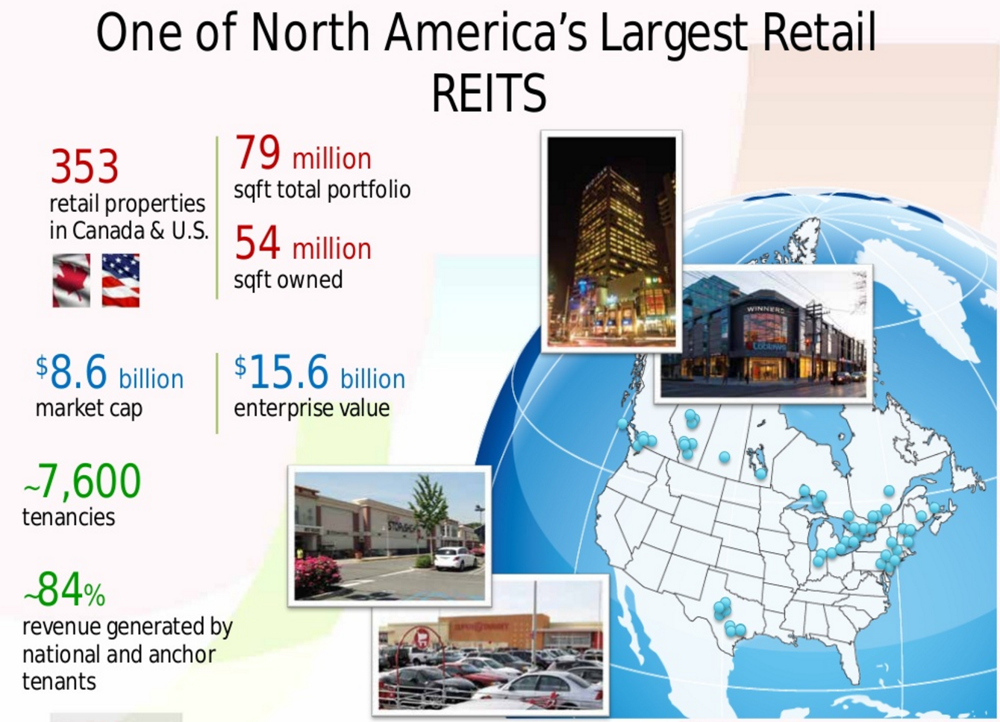 One of North America’s Largest Retail
REITS
353
retail properties
in Canada & U.S.
79 million
sqft total portfolio
54 million
sqft owned
$8.6 billion
market cap
$15.6 billion
enterprise value
~7,600
tenancies
~84%
revenue generated by
national and anchor
tenants
WINNERS